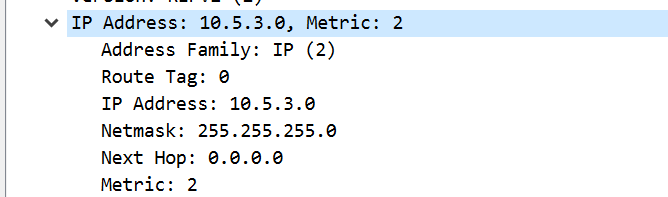 IP Address: 10.5.3.0, Metric: 2
Address Family: IP (2)
Route Tag: 0
IP Address: 10.5.3.0
Netmask: 255.255.255.0
Next Hop: 0.0.0.0
Metric: 2